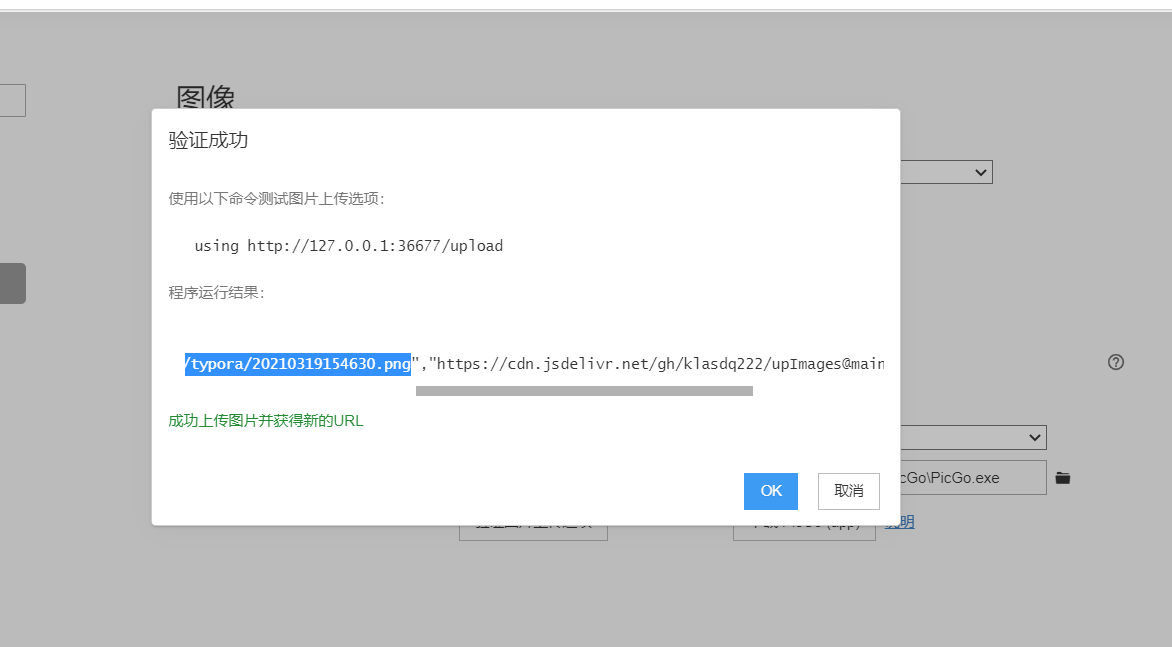 图像
验证成功
使用以下命令测试图片上传选项：
using http://127.0.0.1:36677/upload
程序运行结果：
/typora/20210319154630.png","https://cdn.jsdelivr.net/gh/klasdq222/upImages@main
成功上传图片并获得新的URL
cGo\PicGo.exe
OK
取消